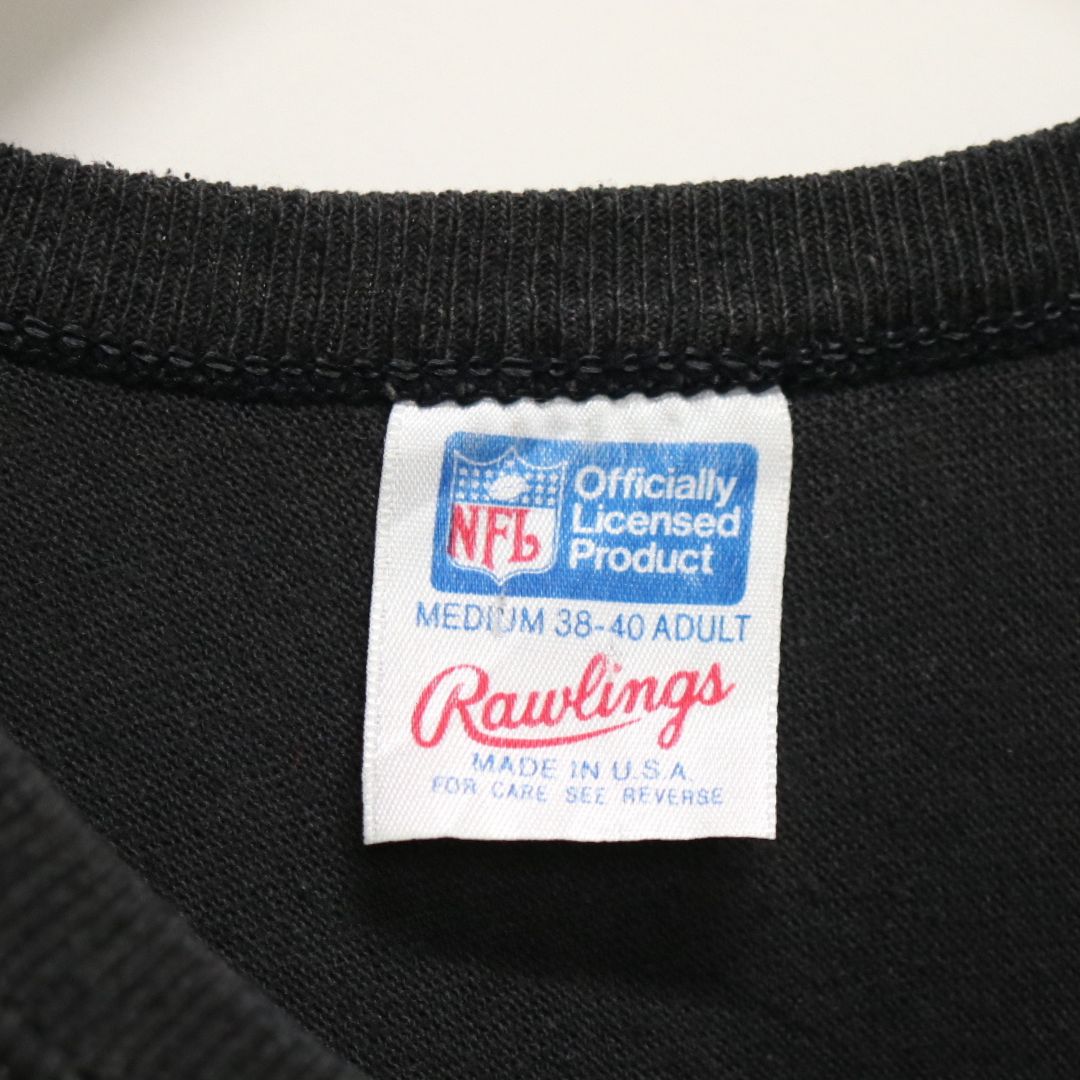 NFL
Officially
Licensed
Product
MEDIUM 38-40 ADULT
Rawlings
MADE IN U.S.A.
FOR CARE SEE REVERSE